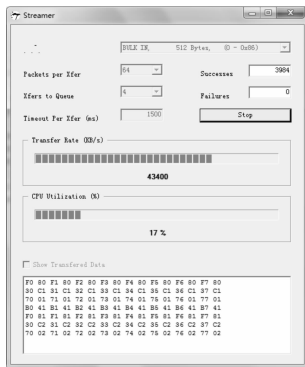 Streamer
BULK IN, 512 Bytes, (0 - 0x86)
Packets per Xfer 64 Successes 3984
Xfers to Queue 4 Failures 0
Timeout Per Xfer (ms) 1500 Stop
Transfer Rate (KB/s)
43400
CPU Utilization (%)
17 %
Show Transfered Data
F0 80 F1 80 F2 80 F3 80 F4 80 F5 80 F6 80 F7 80
30 C1 31 C1 32 C1 33 C1 34 C1 35 C1 36 C1 37 C1
70 01 71 01 72 01 73 01 74 01 75 01 76 01 77 01
B0 41 B1 41 B2 41 B3 41 B4 41 B5 41 B6 41 B7 41
F0 81 F1 81 F2 81 F3 81 F4 81 F5 81 F6 81 F7 81
30 C2 31 C2 32 C2 33 C2 34 C2 35 C2 36 C2 37 C2
70 02 71 02 72 02 73 02 74 02 75 02 76 02 77 02